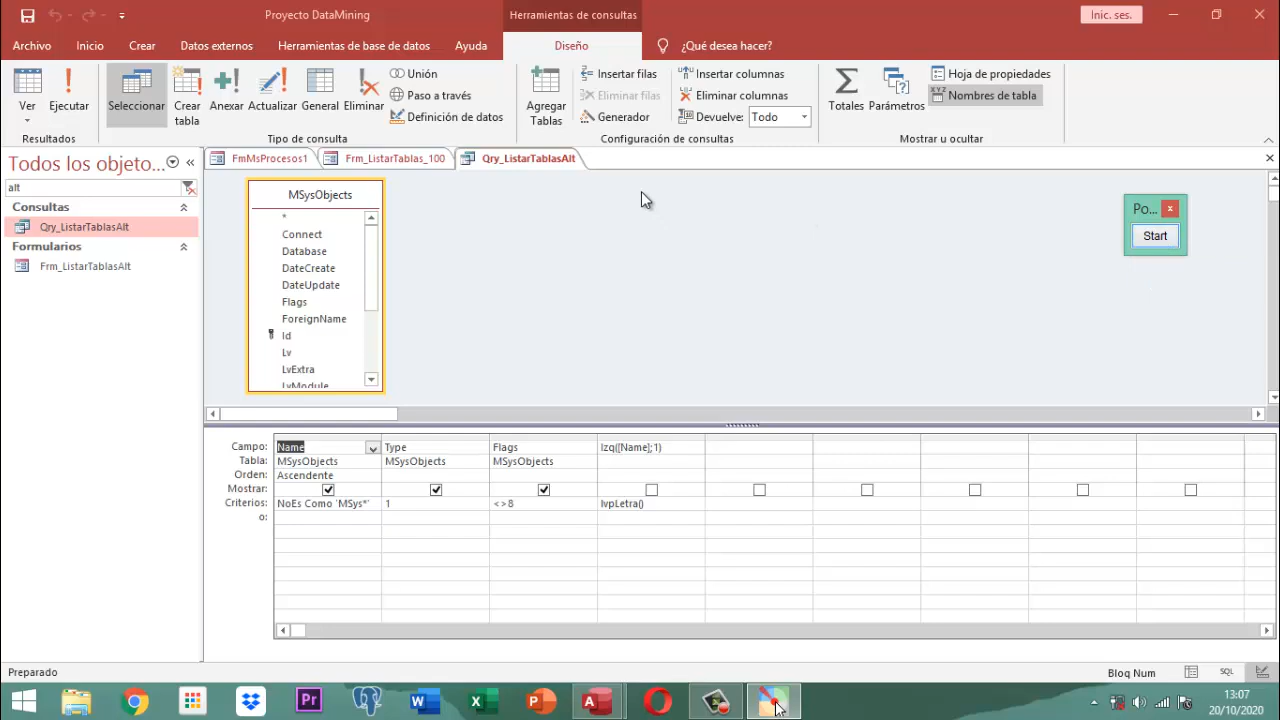 Proyecto DataMining
Herramientas de consultas
Inic. ses.
Archivo
Inicio
Crear
Datos externos
Herramientas de base de datos
Ayuda
Diseño
¿Qué desea hacer?
Ver
Ejecutar
Resultados
Seleccionar
Crear tabla
Anexar
Actualizar
General
Eliminar
Unión
Paso a través
Definición de datos
Tipo de consulta
Agregar Tablas
Insertar filas
Eliminar filas
Generador
Insertar columnas
Eliminar columnas
Devuelve: Todo
Configuración de consultas
Totales
Parámetros
Hoja de propiedades
Nombres de tabla
Mostrar u ocultar
Todos los objeto...
alt
Consultas
Qry_ListarTablasAlt
Formularios
Frm_ListarTablasAlt
FmMsProcesos1
Frm_ListarTablas_100
Qry_ListarTablasAlt
MSysObjects
*
Connect
Database
DateCreate
DateUpdate
Flags
ForeignName
Id
Lv
LvExtra
LvModule
Po...
Start
Campo: Name Type Flags Izq([Name];1)
Tabla: MSysObjects MSysObjects MSysObjects
Orden: Ascendente
Mostrar:
Criterios: NoEs Como 'MSys*' 1 <>8 lvpLetra()
o:
Preparado
Bloq Num
SQL
13:07
20/10/2020